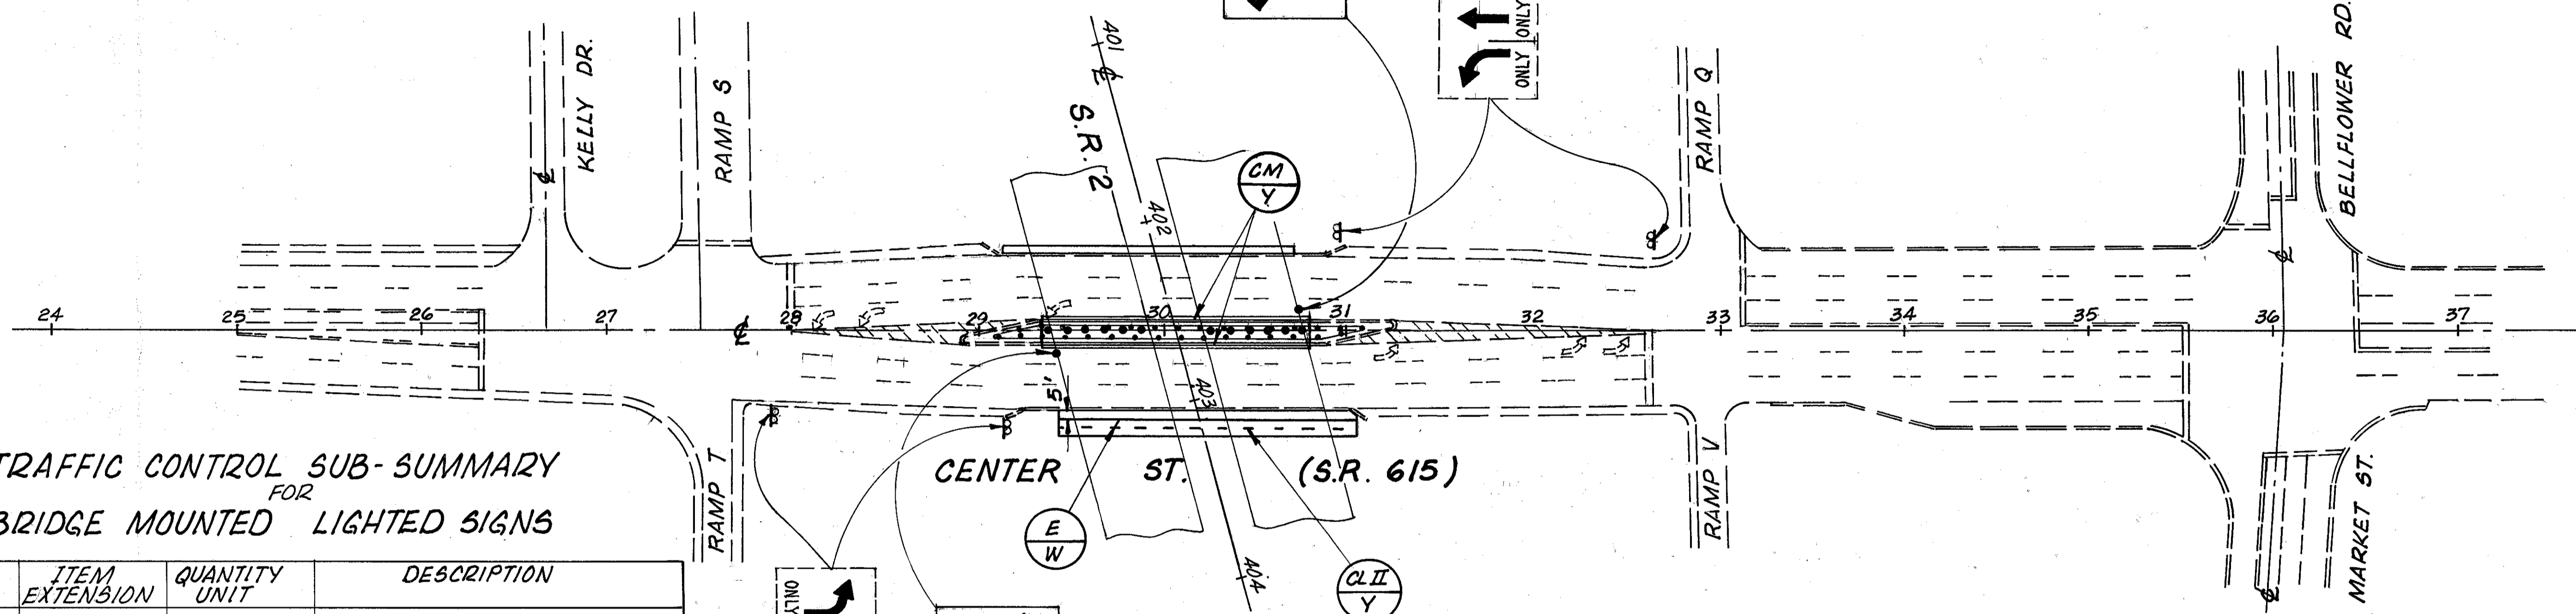 KELLY DR.
RAMP S
401 ℄
S.R. 2
402
CM
Y
ONLY
ONLY
RAMP Q
BELLFLOWER RD.
℄
24
25
26
27
℄
28
29
30
31
32
33
34
35
36
37
℄
5'
403
TRAFFIC CONTROL SUB-SUMMARY
FOR
BRIDGE MOUNTED LIGHTED SIGNS
RAMP T
CENTER ST. (S.R. 615)
RAMP V
MARKET ST.
℄
E
W
404
CL II
Y
ONLY
ITEM EXTENSION
QUANTITY UNIT
DESCRIPTION